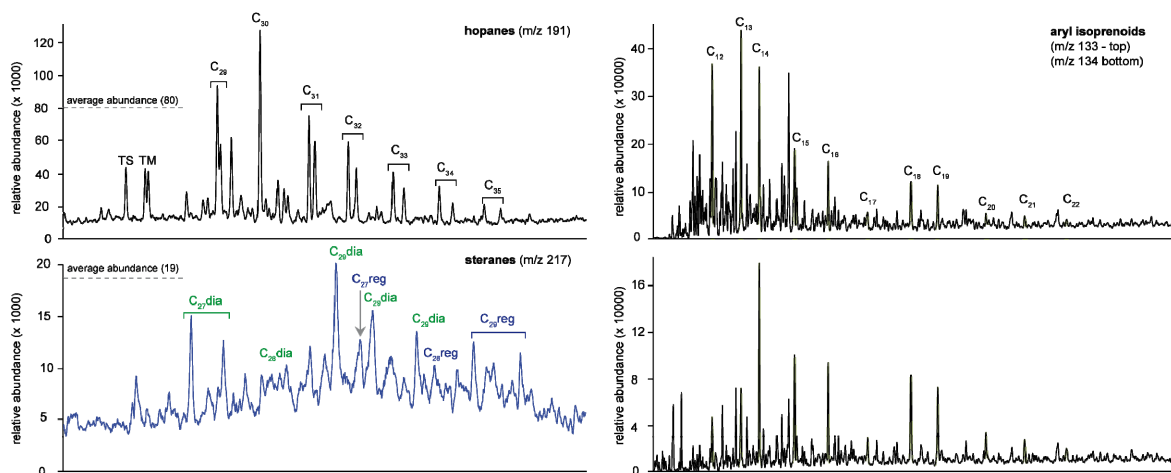 hopanes (m/z 191)
relative abundance (x 1000)
120
100
80
60
40
20
0
average abundance (80)
TS
TM
C29
C30
C31
C32
C33
C34
C35
steranes (m/z 217)
relative abundance (x 1000)
20
15
10
5
0
average abundance (19)
C27dia
C28dia
C29dia
C27reg
C29dia
C29dia
C28reg
C29reg
aryl isoprenoids
(m/z 133 - top)
(m/z 134 bottom)
relative abundance (x 1000)
40
30
20
10
0
C12
C13
C14
C15
C16
C17
C18
C19
C20
C21
C22
relative abundance (x 10000)
16
12
8
4
0